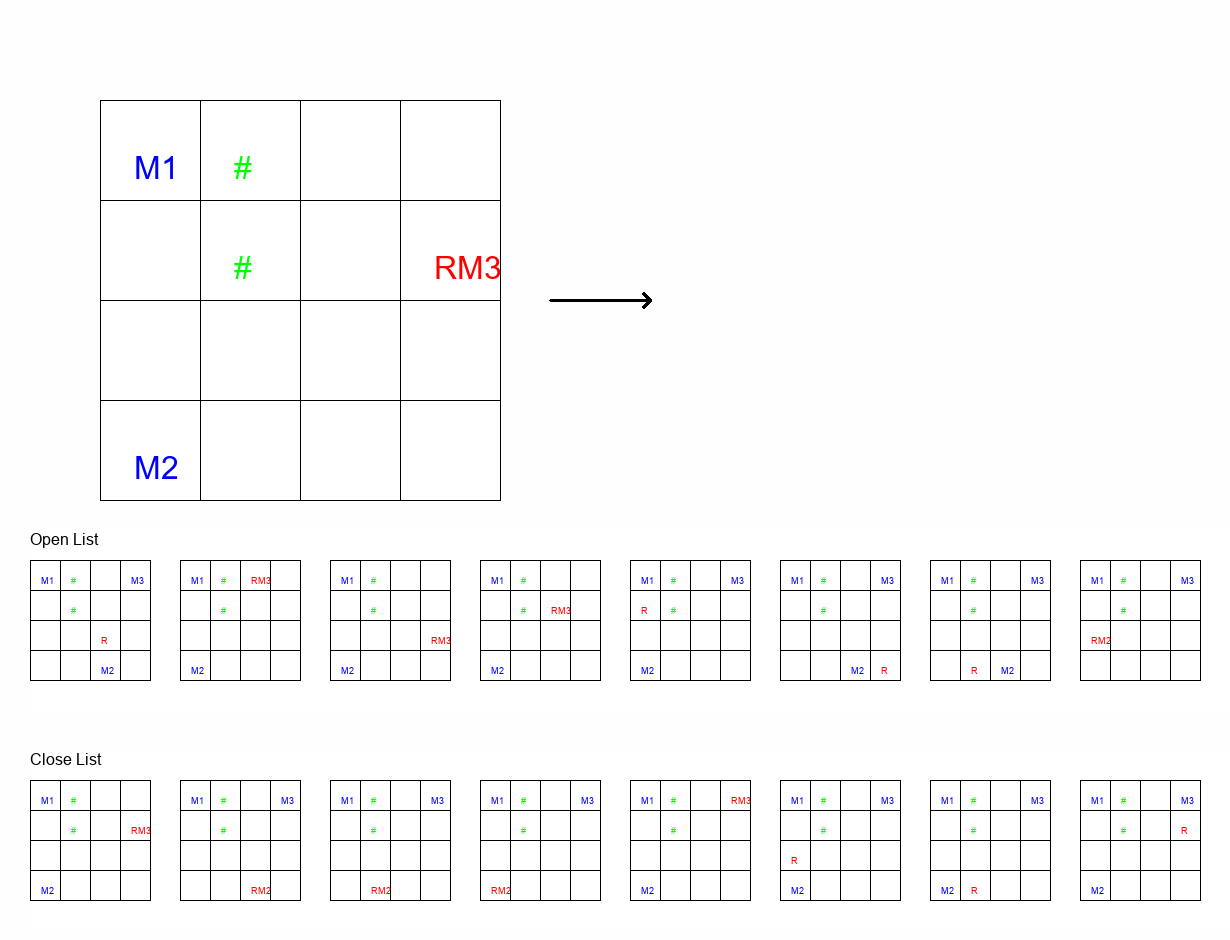 M1 #
# RM3
M2
Open List
M1 # M3 M1 # RM3 M1 # M1 # M1 # M3 M1 # M3 M1 # M3 M1 # M3
# # # # RM3 R # # # #
R RM3 RM2
M2 M2 M2 M2 M2 M2 R R M2
Close List
M1 # M1 # M3 M1 # M3 M1 # M3 M1 # RM3 M1 # M3 M1 # M3 M1 # M3
# RM3 # # # # # # # R
R
M2 RM2 RM2 RM2 M2 M2 M2 R M2